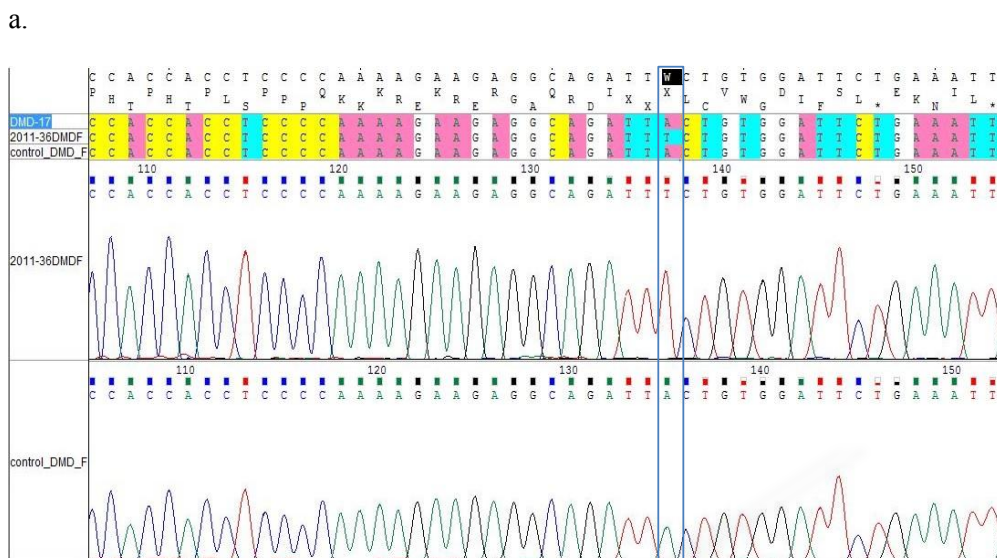 a.
C C A C C A C C T C C C C A A A A G A A G A G G C A G A T T W C T G T G G A T T C T G A A A T T
P H T P H T P L S P P P Q K K K R E K R E R G A Q R D I X X X L C V W G D I F S L * E K N I L *
DMD-17 C C A C C A C C T C C C C A A A A G A A G A G G C A G A T T A C T G T G G A T T C T G A A A T T
2011-36DMDF C C A C C A C C T C C C C A A A A G A A G A G G C A G A T T T C T G T G G A T T C T G A A A T T
control_DMD_F C C A C C A C C T C C C C A A A A G A A G A G G C A G A T T A C T G T G G A T T C T G A A A T T
110 120 130 140 150
C C A C C A C C T C C C C A A A A G A A G A G G C A G A T T T C T G T G G A T T C T G A A A T T
2011-36DMDF
110 120 130 140 150
C C A C C A C C T C C C C A A A A G A A G A G G C A G A T T A C T G T G G A T T C T G A A A T T
control_DMD_F